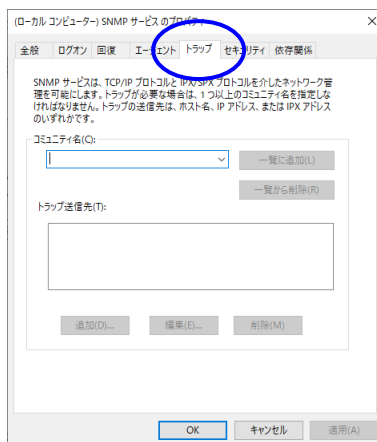 (ローカル コンピューター) SNMP サービス のプロパティ
全般 ログオン 回復 エージェント トラップ セキュリティ 依存関係
SNMP サービスは、TCP/IP プロトコルと IPX/SPX プロトコルを介したネットワーク管
理を可能にします。トラップが必要な場合は、1 つ以上のコミュニティ名を指定しな
ければなりません。トラップの送信先は、ホスト名、IP アドレス、または IPX アドレス
のいずれかです。
コミュニティ名(C):
一覧に追加(L)
一覧から削除(R)
トラップ送信先(T):
追加(D)... 編集(E)... 削除(M)
OK キャンセル 適用(A)